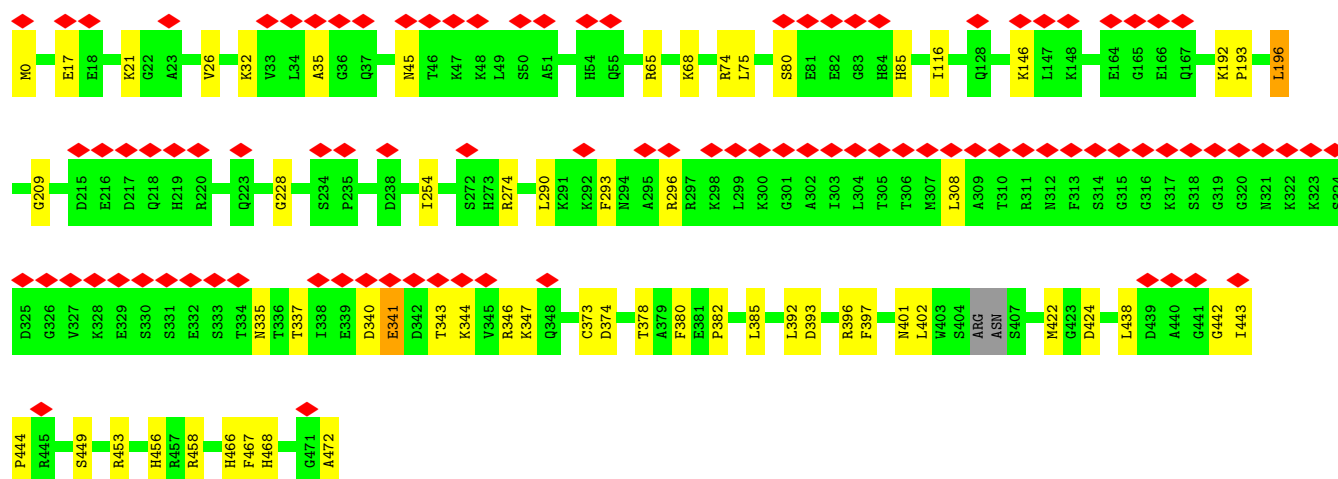 M0 E17 E18 K21 G22 A23 V26 K32 V33 L34 A35 G36 Q37 N45 T46 K47 K48 L49 S50 A51 H54 Q55 R65 K68 R74 L75 S80 E81 E82 G83 H84 H85 I116 Q128 K146 L147 K148 E164 G165 E166 Q167 K192 P193 L196
G209 D215 E216 D217 Q218 H219 R220 Q223 G228 S234 P235 D238 I254 S272 H273 R274 L290 K291 K292 F293 N294 A295 R296 R297 K298 L299 K300 G301 A302 I303 L304 T305 T306 M307 L308 A309 T310 R311 N312 F313 S314 G315 G316 K317 S318 G319 G320 N321 K322 K323 S324
D325 G326 V327 K328 E329 S330 S331 E332 S333 T334 N335 T336 T337 I338 E339 D340 E341 D342 T343 K344 V345 R346 K347 Q348 C373 D374 T378 A379 F380 E381 P382 L385 L392 D393 R396 F397 N401 L402 W403 S404 ARG ASN S407 M422 G423 D424 L438 D439 A440 G441 G442 I443
P444 R445 S449 R453 H456 R457 R458 H466 F467 H468 G471 A472